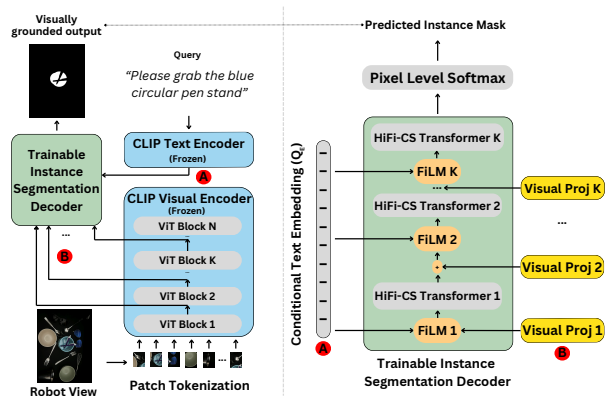 Visually
grounded output
Query
“Please grab the blue
circular pen stand”
CLIP Text Encoder
(Frozen)
A
Trainable
Instance
Segmentation
Decoder
...
B
CLIP Visual Encoder
(Frozen)
ViT Block N
...
ViT Block K
...
ViT Block 2
ViT Block 1
...
Robot View
Patch Tokenization
Predicted Instance Mask
Pixel Level Softmax
Conditional Text Embedding (Q_E)
A
HiFi-CS Transformer K
FiLM K
...
Visual Proj K
HiFi-CS Transformer 2
...
FiLM 2
+
Visual Proj 2
HiFi-CS Transformer 1
FiLM 1
Visual Proj 1
B
Trainable Instance
Segmentation Decoder